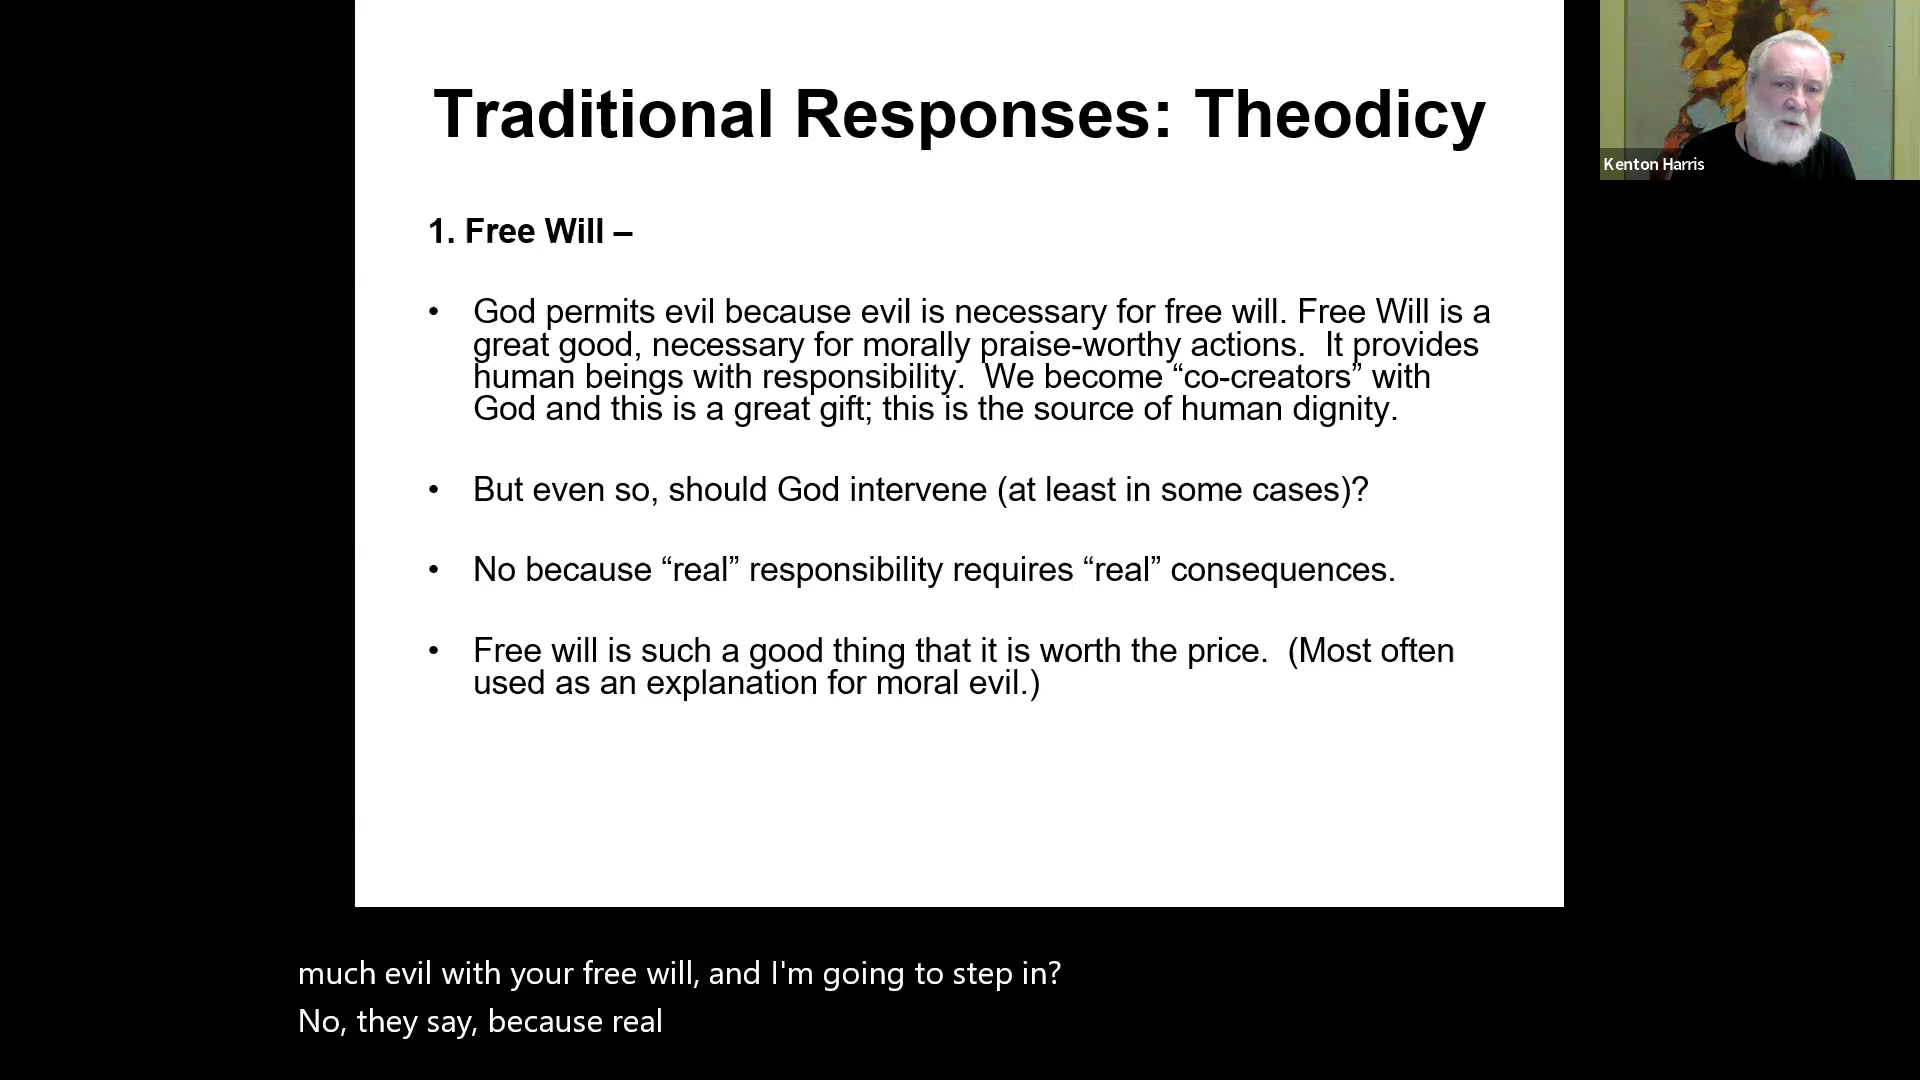 Traditional Responses: Theodicy
Kenton Harris
1. Free Will –
• God permits evil because evil is necessary for free will. Free Will is a
great good, necessary for morally praise-worthy actions.  It provides
human beings with responsibility.  We become “co-creators” with
God and this is a great gift; this is the source of human dignity.
• But even so, should God intervene (at least in some cases)?
• No because “real” responsibility requires “real” consequences.
• Free will is such a good thing that it is worth the price.  (Most often
used as an explanation for moral evil.)
much evil with your free will, and I'm going to step in?
No, they say, because real